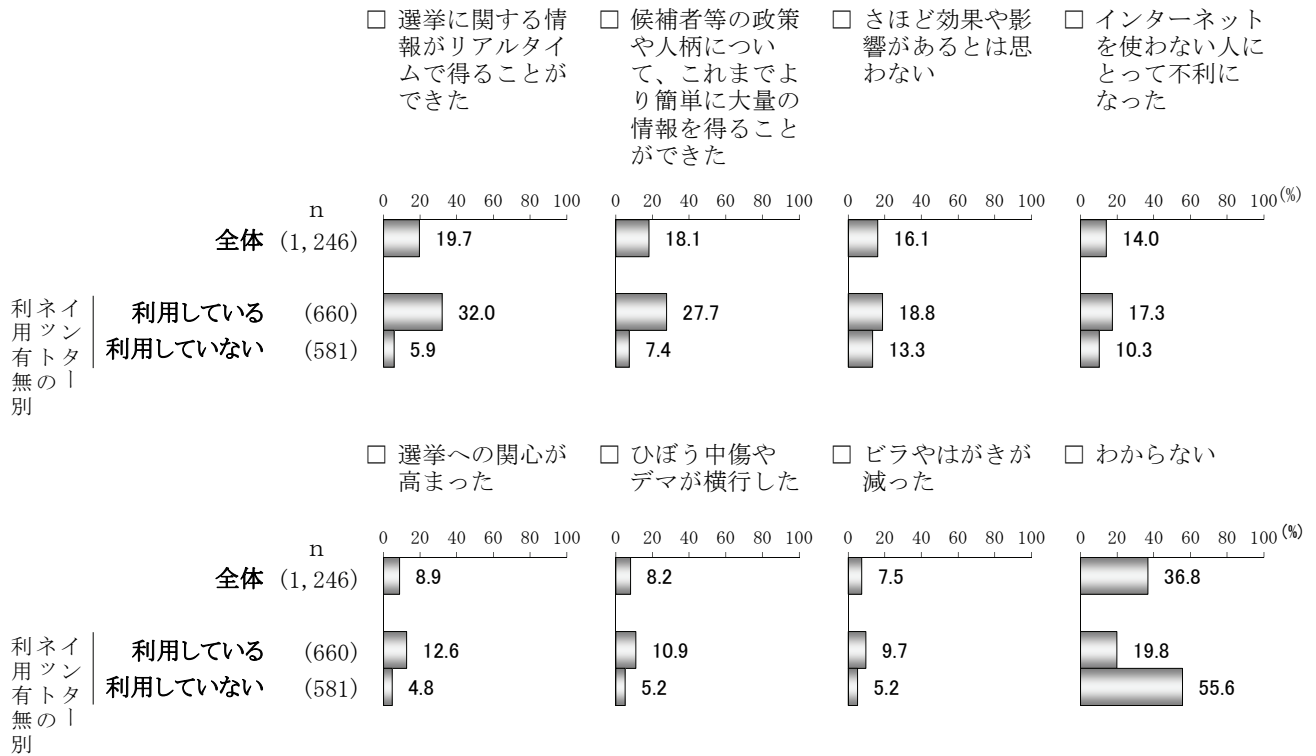 □ 選挙に関する情
報がリアルタイ
ムで得ることが
できた
□ 候補者等の政策
や人柄につい
て、これまでよ
り簡単に大量の
情報を得ること
ができた
□ さほど効果や影
響があるとは思
わない
□ インターネット
を使わない人に
とって不利に
なった
0 20 40 60 80 100
0 20 40 60 80 100
0 20 40 60 80 100
0 20 40 60 80 100 (%)
n
全体 (1,246) 19.7 18.1 16.1 14.0
インターネットの利用有無の別
利用している (660) 32.0 27.7 18.8 17.3
利用していない (581) 5.9 7.4 13.3 10.3
□ 選挙への関心が
高まった
□ ひぼう中傷や
デマが横行した
□ ビラやはがきが
減った
□ わからない
0 20 40 60 80 100
0 20 40 60 80 100
0 20 40 60 80 100
0 20 40 60 80 100 (%)
n
全体 (1,246) 8.9 8.2 7.5 36.8
インターネットの利用有無の別
利用している (660) 12.6 10.9 9.7 19.8
利用していない (581) 4.8 5.2 5.2 55.6